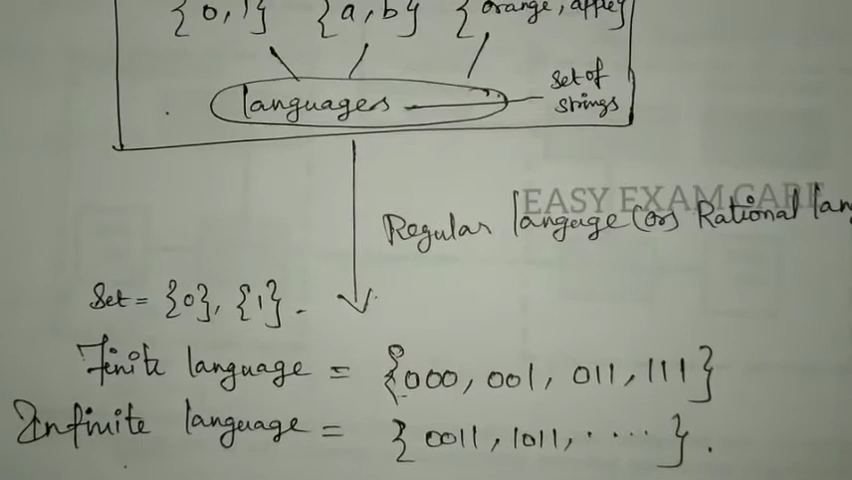 {0, 1} {a, b} {orange, apple}
languages
set of
strings
EASY EXAM CARE
Regular language (or) Rational lan
Set = {0}, {1}.
Finite language = {000, 001, 011, 111}
Infinite language = { 0011, 1011, .... }.